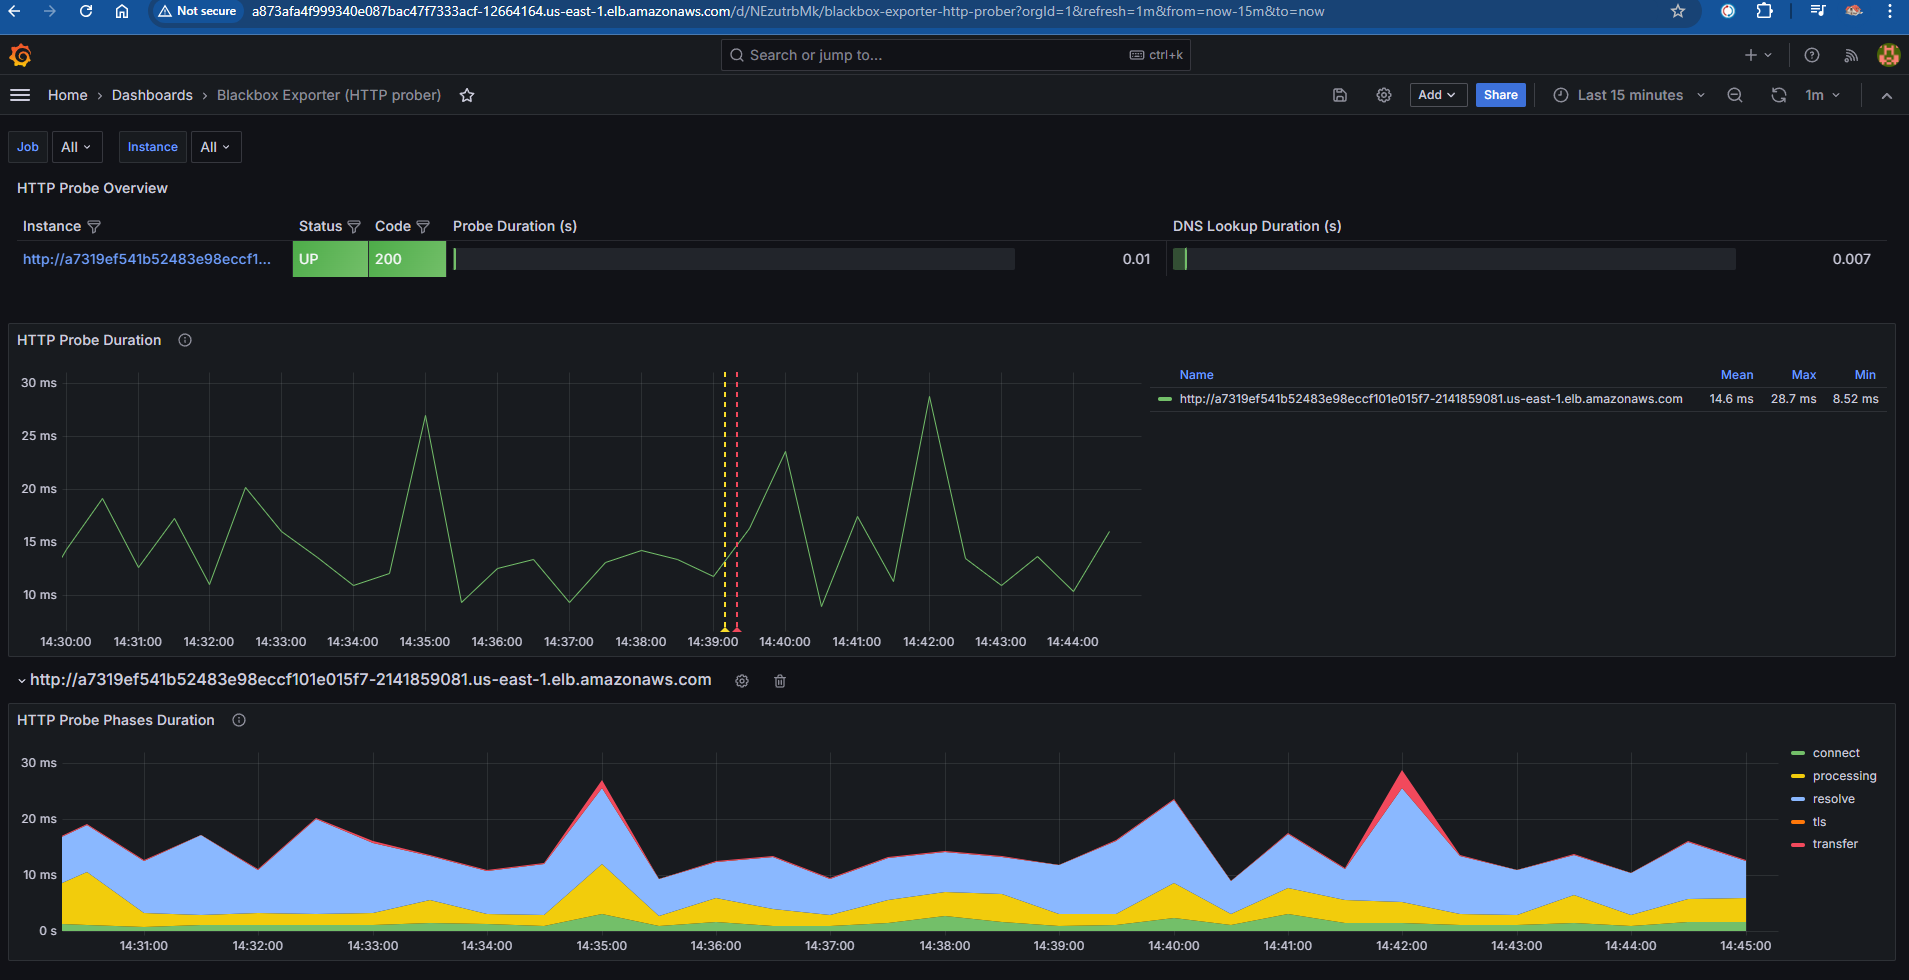 Not secure a873afa4f999340e087bac47f7333acf-12664164.us-east-1.elb.amazonaws.com/d/NEzutrbMk/blackbox-exporter-http-prober?orgId=1&refresh=1m&from=now-15m&to=now
Search or jump to... ctrl+k
Home › Dashboards › Blackbox Exporter (HTTP prober) Add Share Last 15 minutes 1m
Job All Instance All
HTTP Probe Overview
Instance Status Code Probe Duration (s) DNS Lookup Duration (s)
http://a7319ef541b52483e98eccf1... UP 200 0.01 0.007
HTTP Probe Duration
Name Mean Max Min
http://a7319ef541b52483e98eccf101e015f7-2141859081.us-east-1.elb.amazonaws.com 14.6 ms 28.7 ms 8.52 ms
30 ms
25 ms
20 ms
15 ms
10 ms
14:30:00 14:31:00 14:32:00 14:33:00 14:34:00 14:35:00 14:36:00 14:37:00 14:38:00 14:39:00 14:40:00 14:41:00 14:42:00 14:43:00 14:44:00
http://a7319ef541b52483e98eccf101e015f7-2141859081.us-east-1.elb.amazonaws.com
HTTP Probe Phases Duration
30 ms
20 ms
10 ms
0 s
14:31:00 14:32:00 14:33:00 14:34:00 14:35:00 14:36:00 14:37:00 14:38:00 14:39:00 14:40:00 14:41:00 14:42:00 14:43:00 14:44:00 14:45:00
connect
processing
resolve
tls
transfer